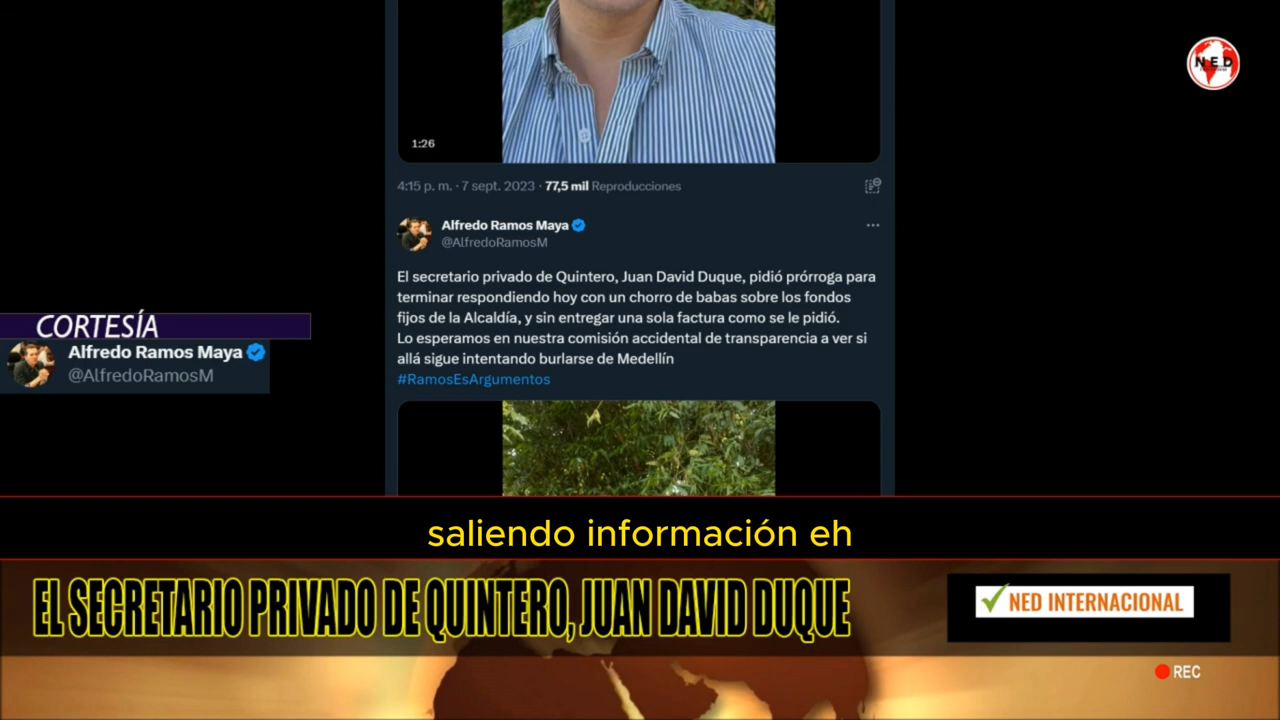 NED
1:26
4:15 p. m. · 7 sept. 2023 · 77,5 mil Reproducciones
Alfredo Ramos Maya
@AlfredoRamosM
El secretario privado de Quintero, Juan David Duque, pidió prórroga para
terminar respondiendo hoy con un chorro de babas sobre los fondos
fijos de la Alcaldía, y sin entregar una sola factura como se le pidió.
Lo esperamos en nuestra comisión accidental de transparencia a ver si
allá sigue intentando burlarse de Medellín
#RamosEsArgumentos
CORTESÍA
Alfredo Ramos Maya
@AlfredoRamosM
saliendo información eh
EL SECRETARIO PRIVADO DE QUINTERO, JUAN DAVID DUQUE
NED INTERNACIONAL
REC